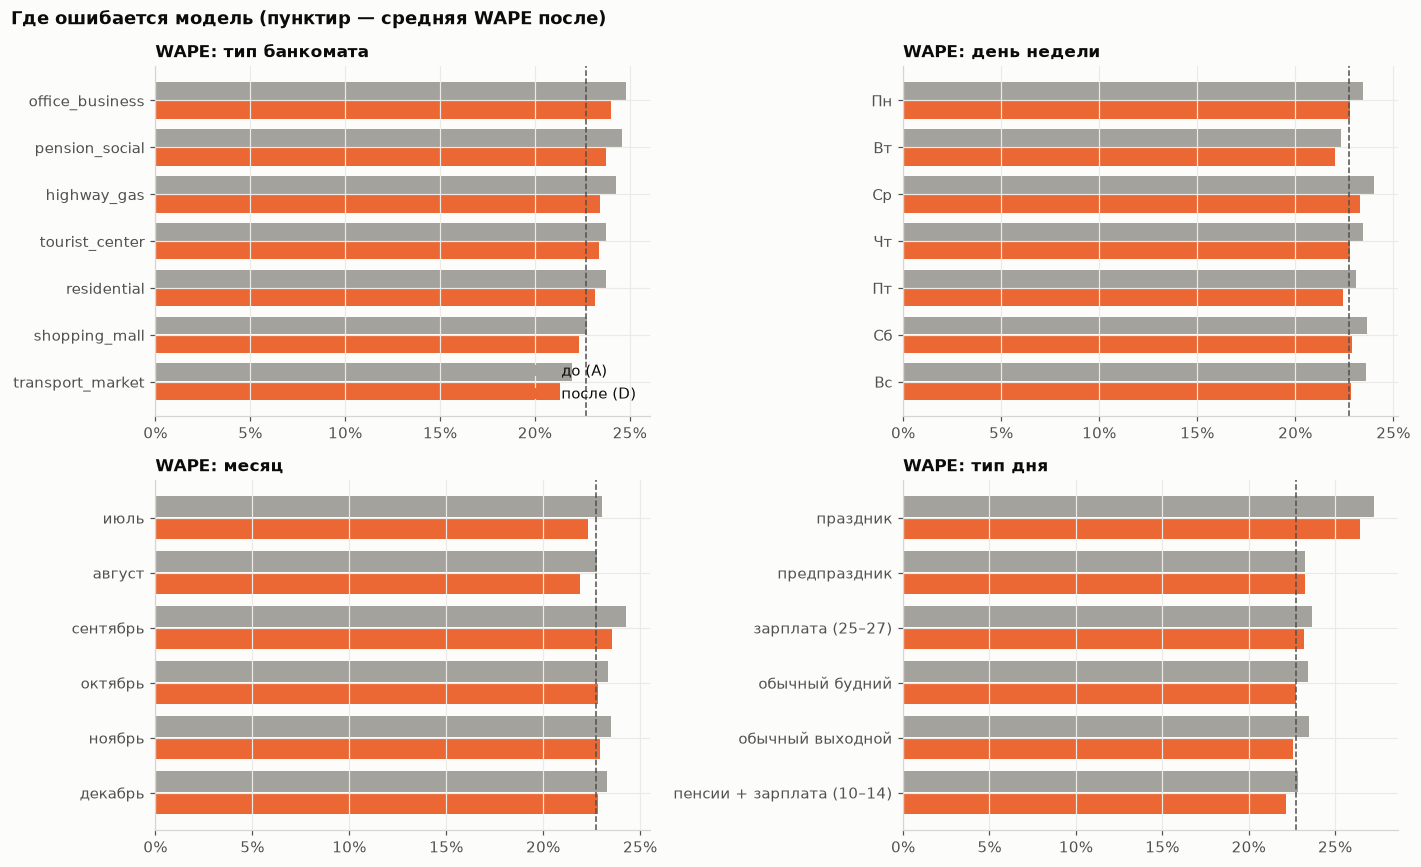 Где ошибается модель (пунктир — средняя WAPE после)
WAPE: тип банкомата
office_business
pension_social
highway_gas
tourist_center
residential
shopping_mall
transport_market
до (A)
после (D)
0% 5% 10% 15% 20% 25%
WAPE: день недели
Пн
Вт
Ср
Чт
Пт
Сб
Вс
0% 5% 10% 15% 20% 25%
WAPE: месяц
июль
август
сентябрь
октябрь
ноябрь
декабрь
0% 5% 10% 15% 20% 25%
WAPE: тип дня
праздник
предпраздник
зарплата (25–27)
обычный будний
обычный выходной
пенсии + зарплата (10–14)
0% 5% 10% 15% 20% 25%